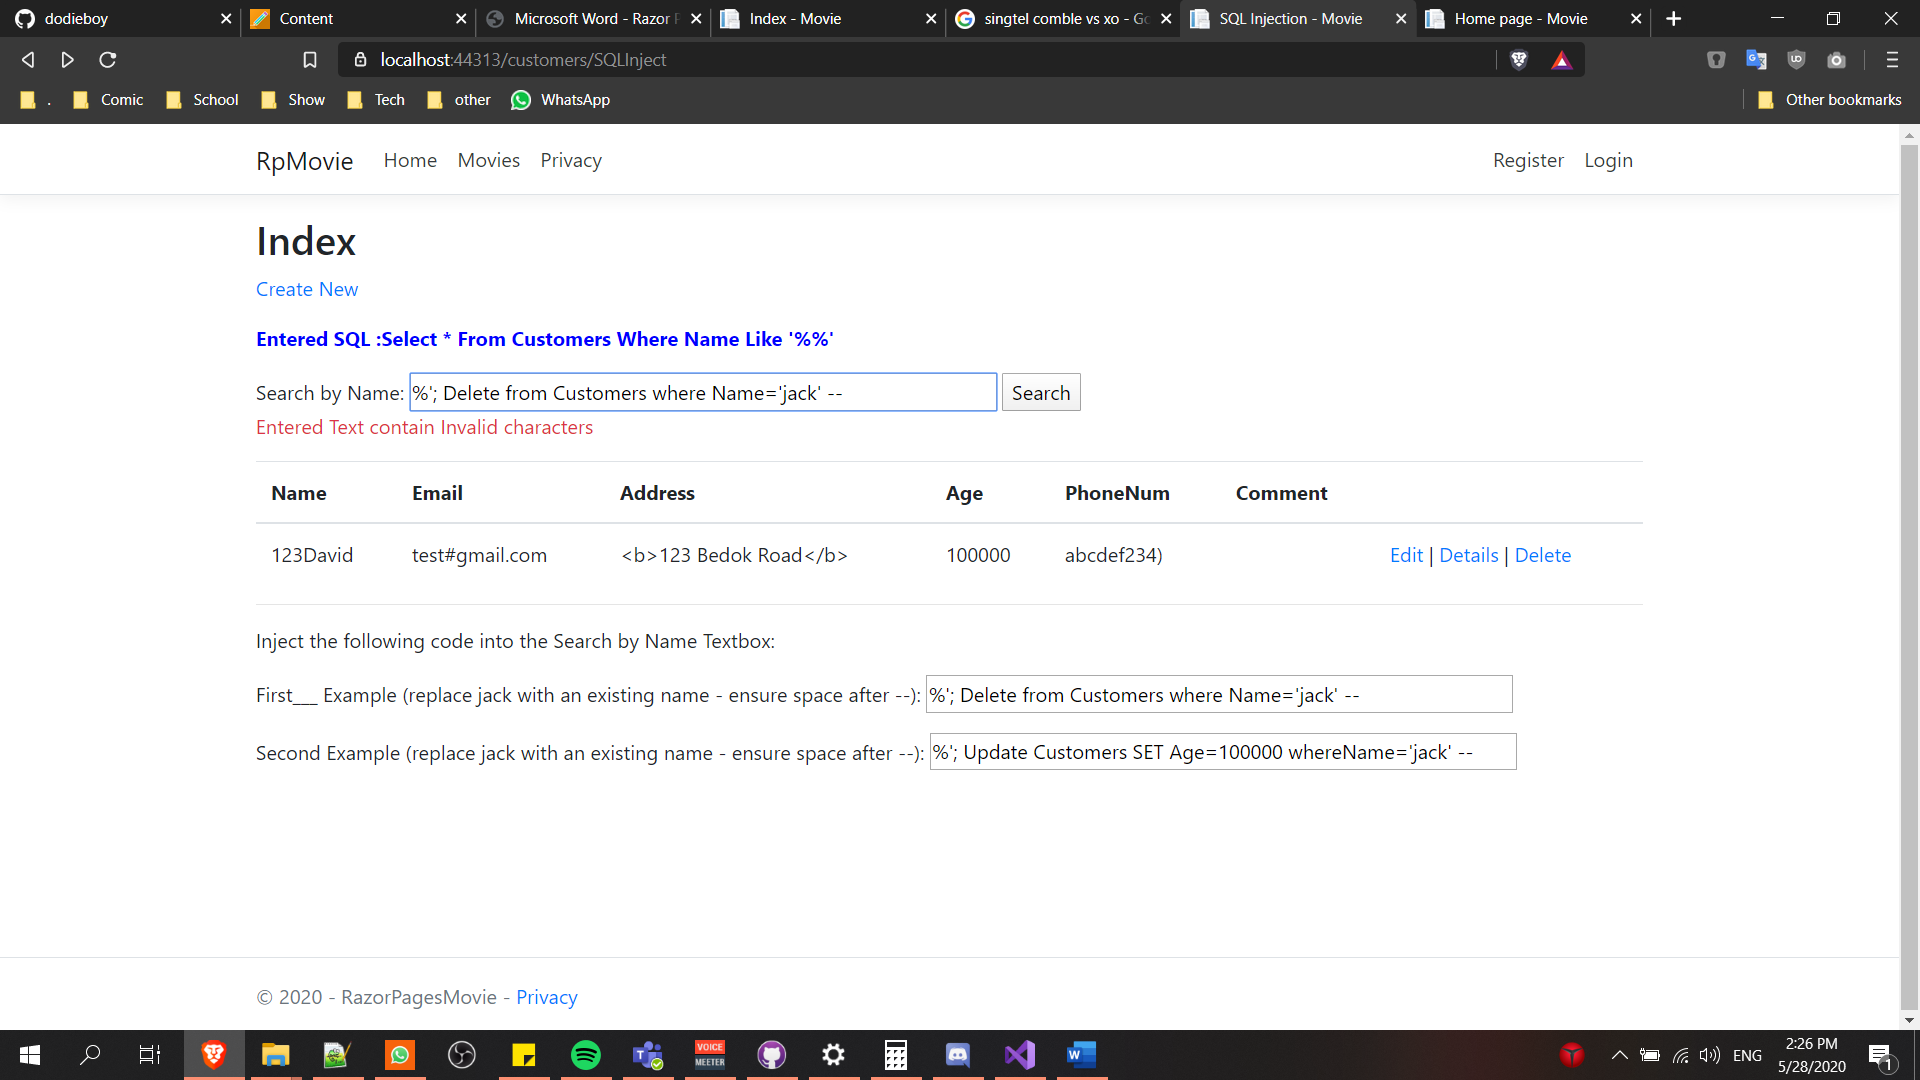 dodieboy
Content
Microsoft Word - Razor P
Index - Movie
singtel comble vs xo - Go
SQL Injection - Movie
Home page - Movie
localhost:44313/customers/SQLInject
.
Comic
School
Show
Tech
other
WhatsApp
Other bookmarks
RpMovie
Home
Movies
Privacy
Register
Login
Index
Create New
Entered SQL :Select * From Customers Where Name Like '%%'
Search by Name: %'; Delete from Customers where Name='jack' -- Search
Entered Text contain Invalid characters
Name Email Address Age PhoneNum Comment
123David test#gmail.com <b>123 Bedok Road</b> 100000 abcdef234) Edit | Details | Delete
Inject the following code into the Search by Name Textbox:
First___ Example (replace jack with an existing name - ensure space after --): %'; Delete from Customers where Name='jack' --
Second Example (replace jack with an existing name - ensure space after --): %'; Update Customers SET Age=100000 whereName='jack' --
© 2020 - RazorPagesMovie - Privacy
VOICE
MEETER
ENG
2:26 PM
5/28/2020
1